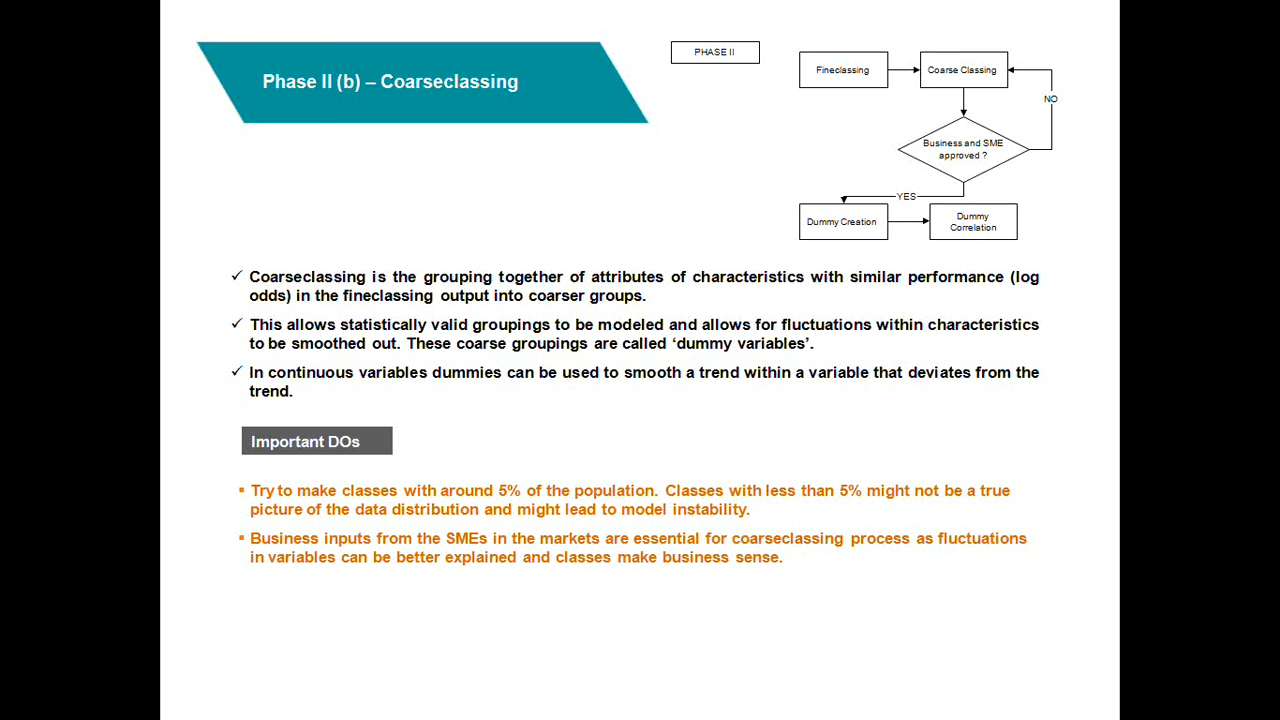 Phase II (b) – Coarseclassing
PHASE II
Fineclassing
Coarse Classing
NO
Business and SME
approved ?
YES
Dummy Creation
Dummy
Correlation
✓ Coarseclassing is the grouping together of attributes of characteristics with similar performance (log
odds) in the fineclassing output into coarser groups.
✓ This allows statistically valid groupings to be modeled and allows for fluctuations within characteristics
to be smoothed out. These coarse groupings are called ‘dummy variables’.
✓ In continuous variables dummies can be used to smooth a trend within a variable that deviates from the
trend.
Important DOs
▪ Try to make classes with around 5% of the population. Classes with less than 5% might not be a true
picture of the data distribution and might lead to model instability.
▪ Business inputs from the SMEs in the markets are essential for coarseclassing process as fluctuations
in variables can be better explained and classes make business sense.